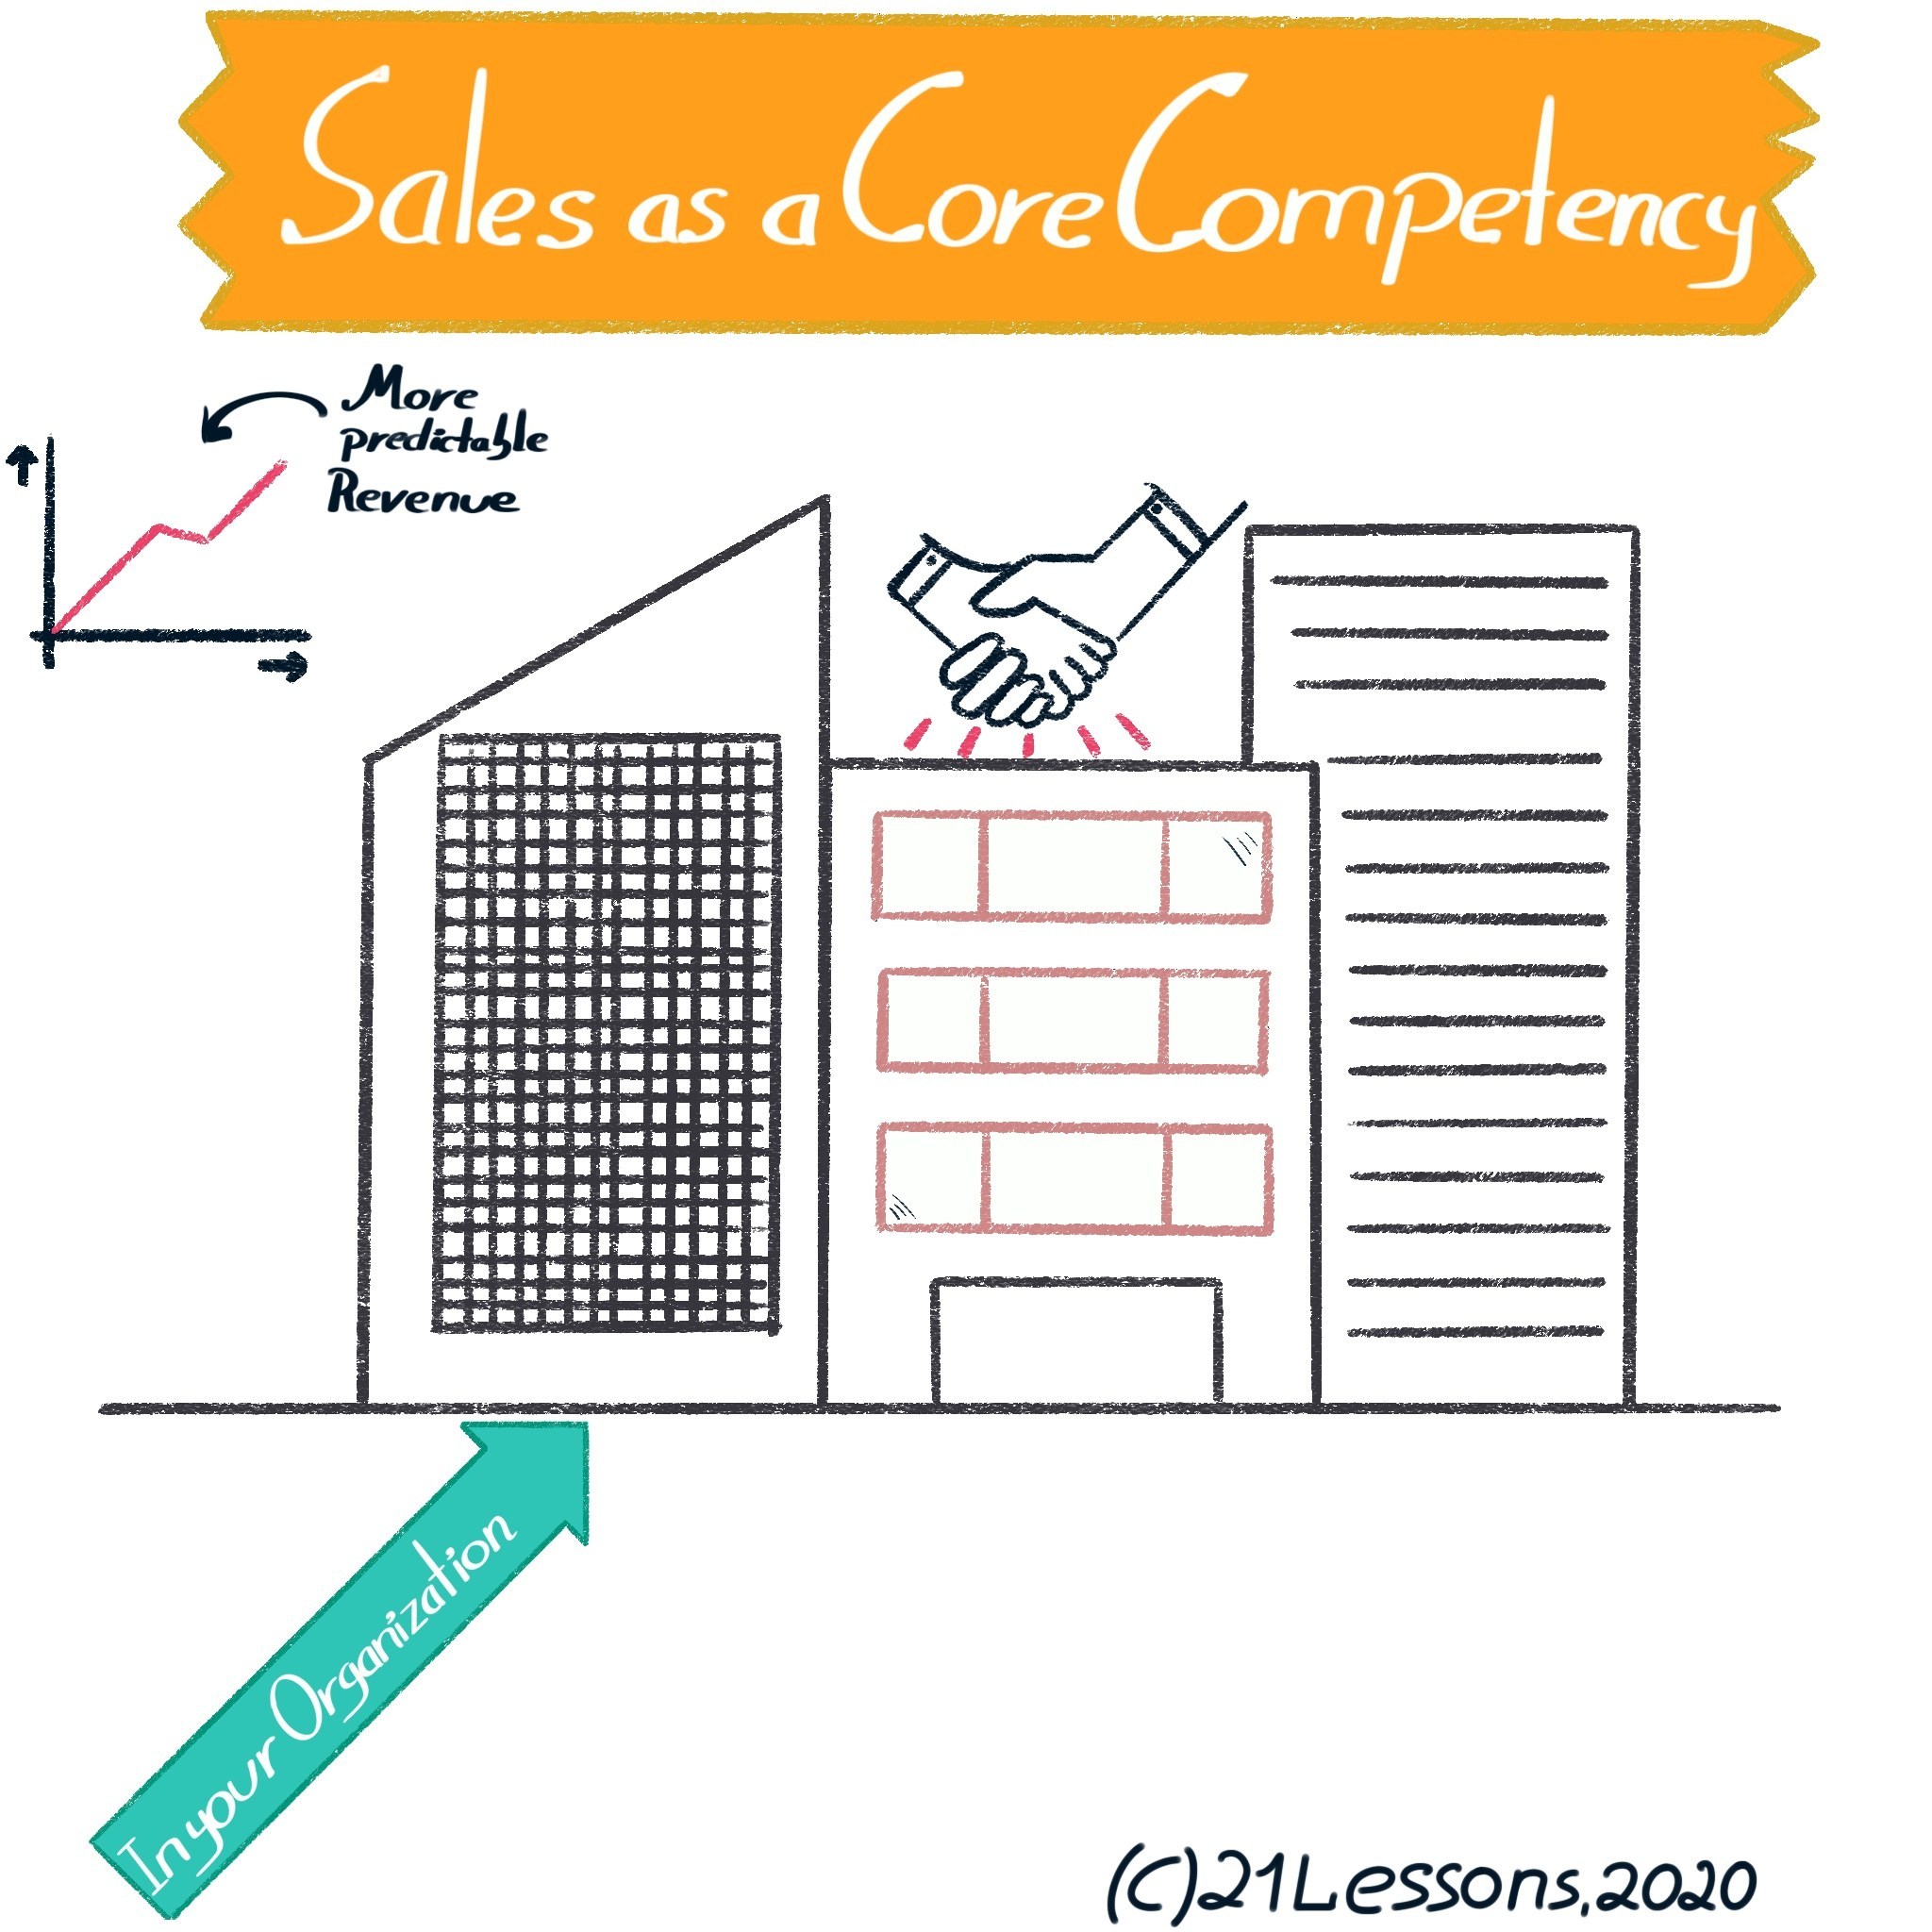 Sales as a Core Competency
More
predictable
Revenue
In your Organization
(C)21Lessons,2020